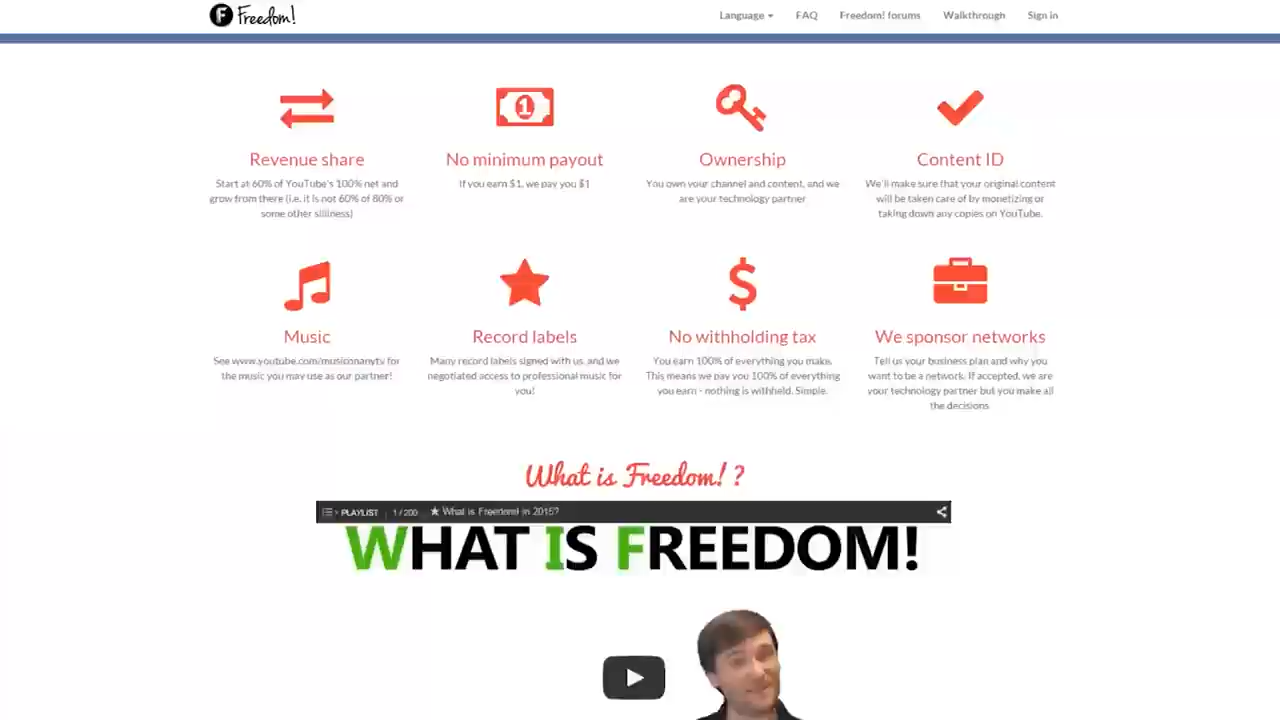 F Freedom!
Language FAQ Freedom! forums Walkthrough Sign in
1
Revenue share
Start at 60% of YouTube's 100% net and
grow from there (i.e. it is not 60% of 80% or
some other silliness)
No minimum payout
If you earn $1, we pay you $1
Ownership
You own your channel and content, and we
are your technology partner
Content ID
We'll make sure that your original content
will be taken care of by monetizing or
taking down any copies on YouTube.
Music
See www.youtube.com/musiconanytv for
the music you may use as our partner!
Record labels
Many record labels signed with us, and we
negotiated access to professional music for
you!
$
No withholding tax
You earn 100% of everything you make.
This means we pay you 100% of everything
you earn - nothing is withheld. Simple.
We sponsor networks
Tell us your business plan and why you
want to be a network. If accepted, we are
your technology partner but you make all
the decisions
What is Freedom! ?
PLAYLIST 1 / 200 ★ What is Freedom! in 2015?
WHAT IS FREEDOM!